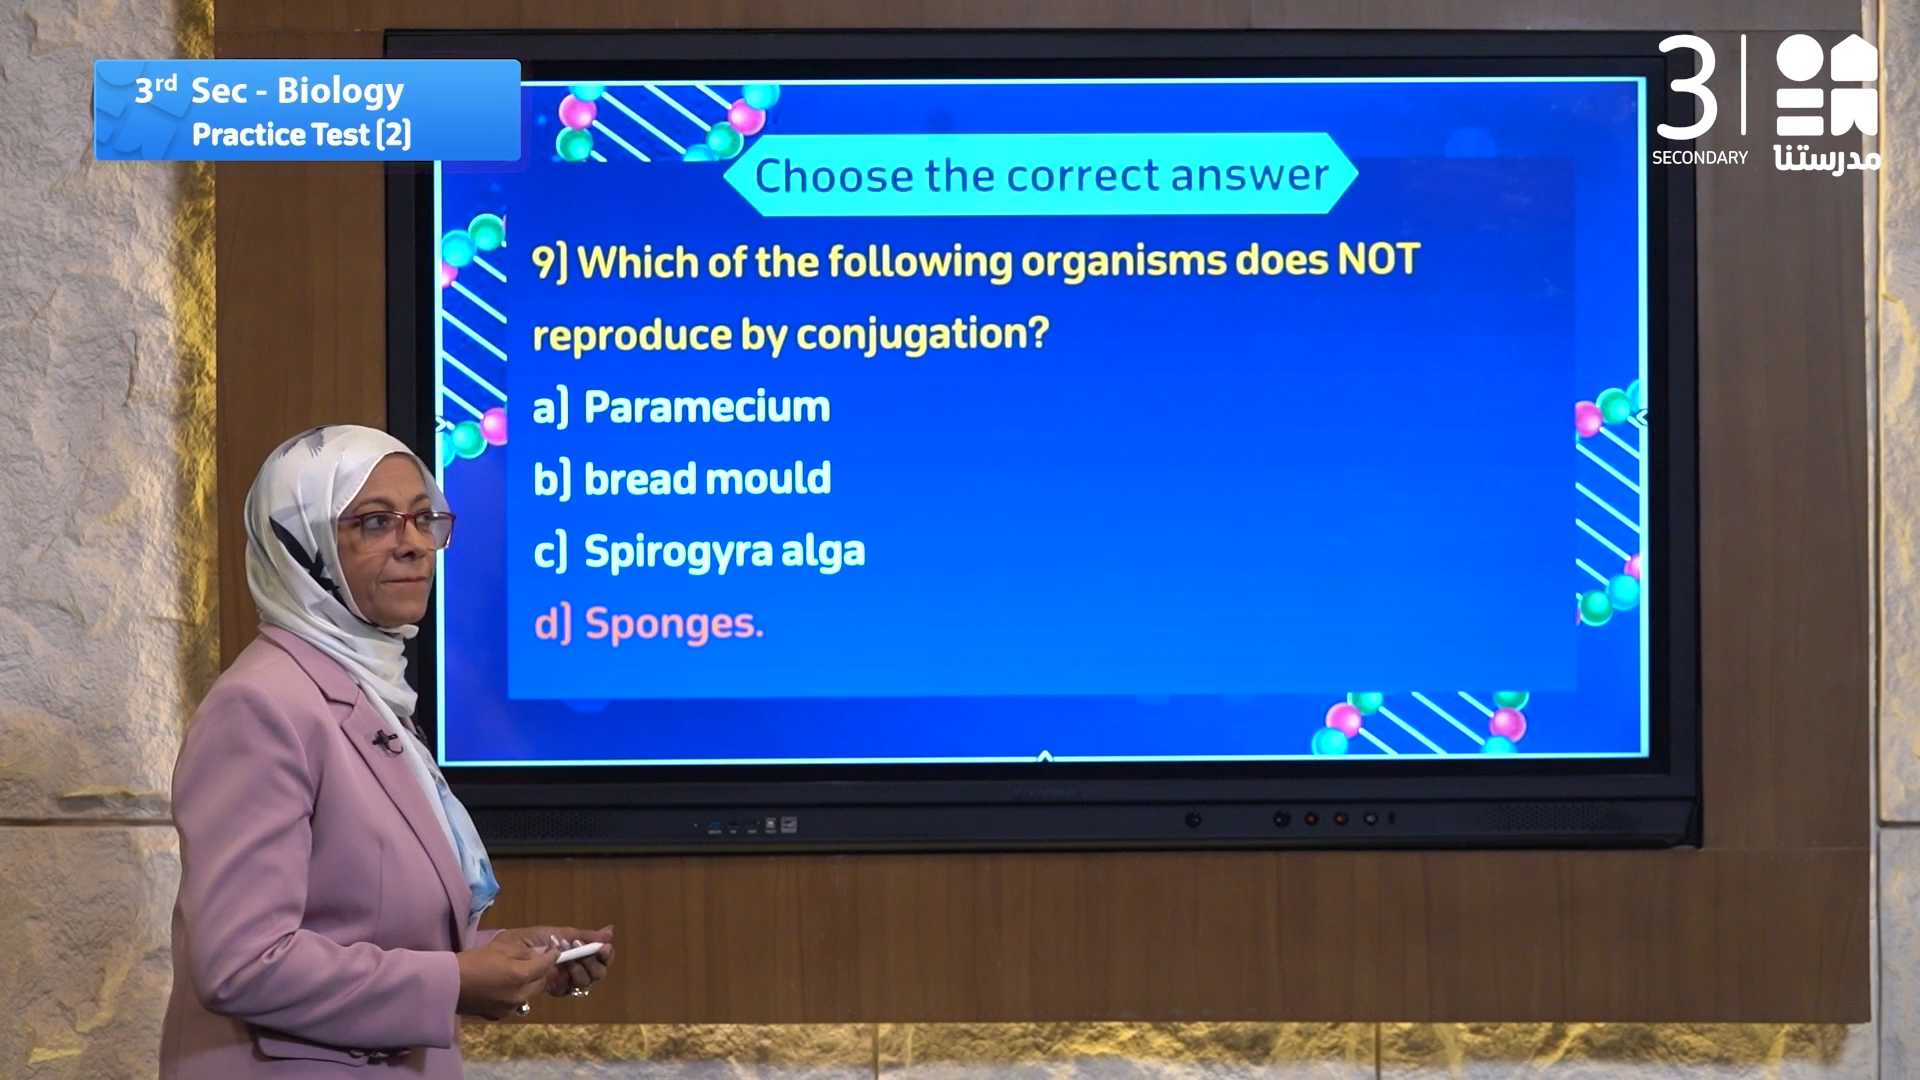 3rd Sec - Biology
Practice Test (2)
3
SECONDARY
مدرستنا
Choose the correct answer
9) Which of the following organisms does NOT
reproduce by conjugation?
a) Paramecium
b) bread mould
c) Spirogyra alga
d) Sponges.